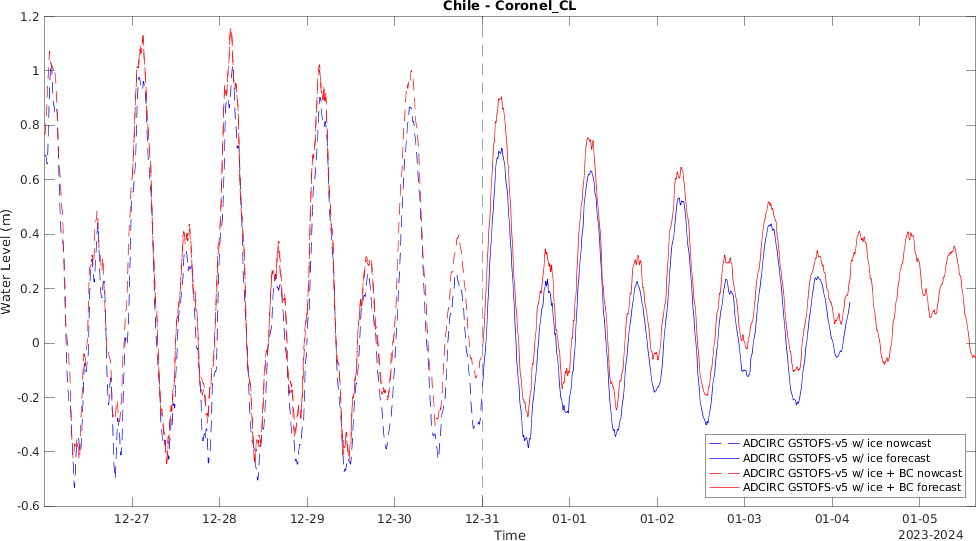 Chile - Coronel_CL
1.2
1
0.8
0.6
0.4
0.2
0
-0.2
-0.4
-0.6
Water Level (m)
ADCIRC GSTOFS-v5 w/ ice nowcast
ADCIRC GSTOFS-v5 w/ ice forecast
ADCIRC GSTOFS-v5 w/ ice + BC nowcast
ADCIRC GSTOFS-v5 w/ ice + BC forecast
12-27 12-28 12-29 12-30 12-31 01-01 01-02 01-03 01-04 01-05
Time
2023-2024